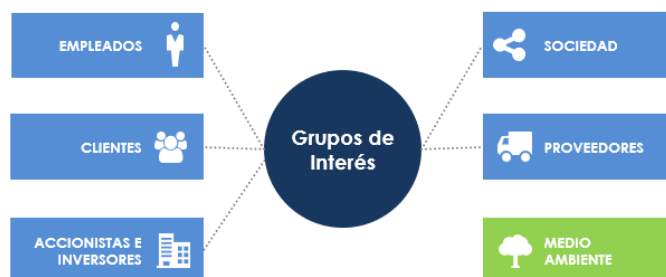 EMPLEADOS
CLIENTES
ACCIONISTAS E
INVERSORES
Grupos de
Interés
SOCIEDAD
PROVEEDORES
MEDIO
AMBIENTE